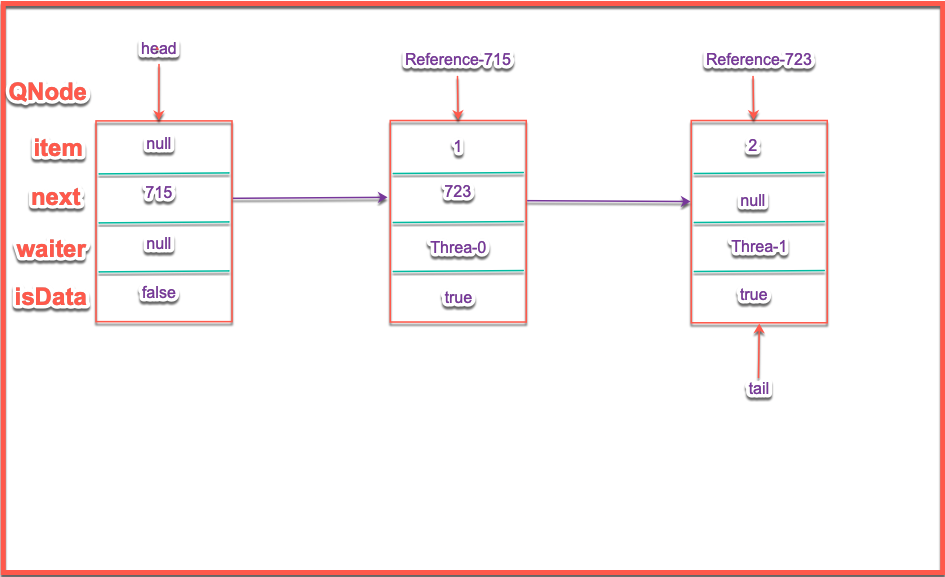 head
Reference-715
Reference-723
QNode
item
null
1
2
next
715
723
null
waiter
null
Threa-0
Threa-1
isData
false
true
true
tail